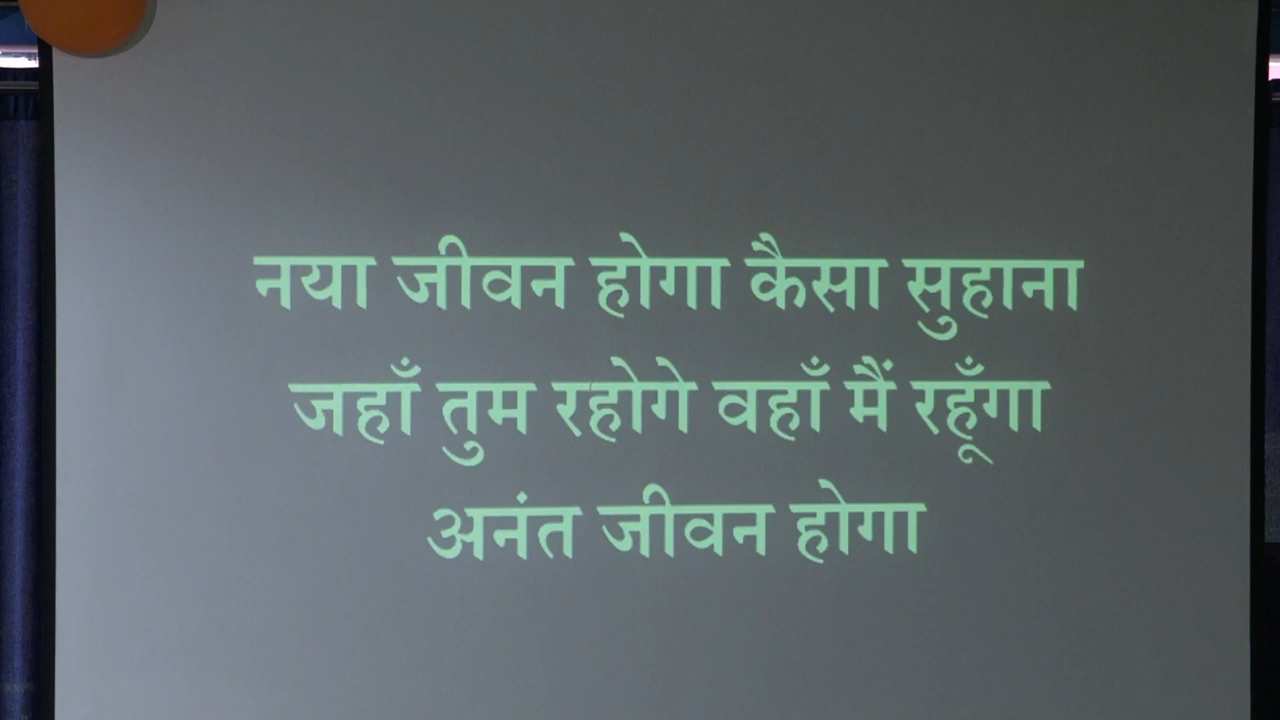 नया जीवन होगा कैसा सुहाना
जहाँ तुम रहोगे वहाँ मैं रहूँगा
अनंत जीवन होगा